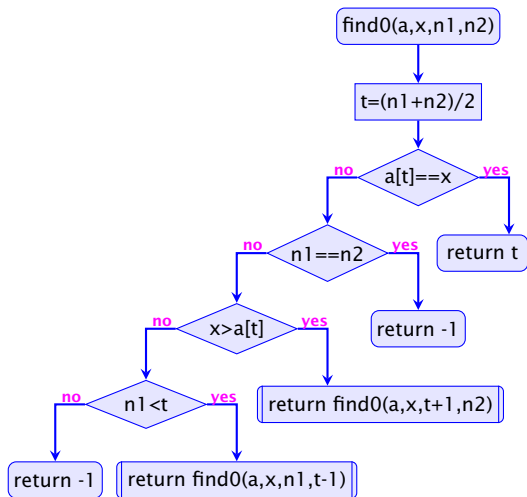 find0(a,x,n1,n2)
t=(n1+n2)/2
a[t]==x
no
yes
n1==n2
return t
no
yes
x>a[t]
return -1
no
yes
n1<t
return find0(a,x,t+1,n2)
no
yes
return -1
return find0(a,x,n1,t-1)